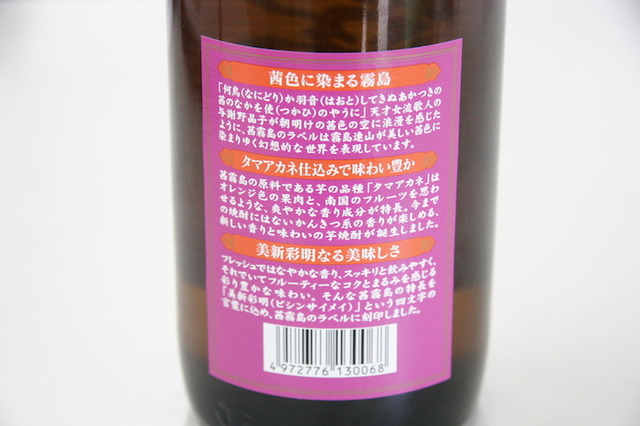 茜色に染まる霧島
「何鳥(なにどり)か羽音(はおと)してきぬあかつきの
茜のなかを使(つかひ)のやうに」天才女流歌人の
与謝野晶子が朝明けの茜色の空に浪漫を感じた
ように、茜霧島のラベルは霧島連山が美しい茜色に
染まりゆく幻想的な世界を表現しています。
タマアカネ仕込みで味わい豊か
茜霧島の原料である芋の品種「タマアカネ」は
オレンジ色の果肉と、南国のフルーツを思わ
せるような、爽やかな香り成分が特長。今まで
の焼酎にはないかんきつ系の香りが楽しめる、
新しい香りと味わいの芋焼酎が誕生しました。
美新彩明なる美味しさ
フレッシュではなやかな香り、スッキリと飲みやすく、
それでいてフルーティーなコクとまるみを感じる
彩り豊かな味わい。そんな茜霧島の特長を
「美新彩明(ビシンサイメイ)」という四文字の
言葉に込め、茜霧島のラベルに刻印しました。
4 972776 130068